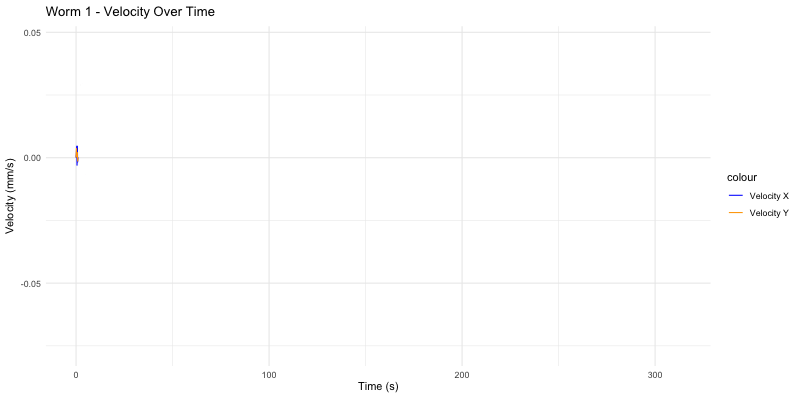 Worm 1 - Velocity Over Time
0.05
0.00
-0.05
Velocity (mm/s)
0
100
200
300
Time (s)
colour
Velocity X
Velocity Y